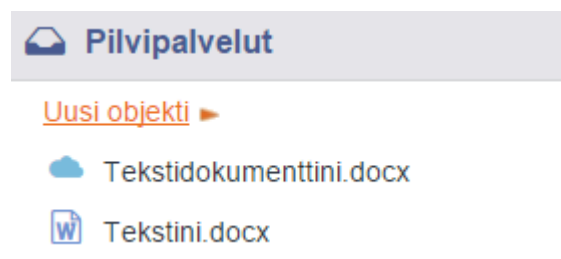 Pilvipalvelut
Uusi objekti ►
Tekstidokumenttini.docx
Tekstini.docx